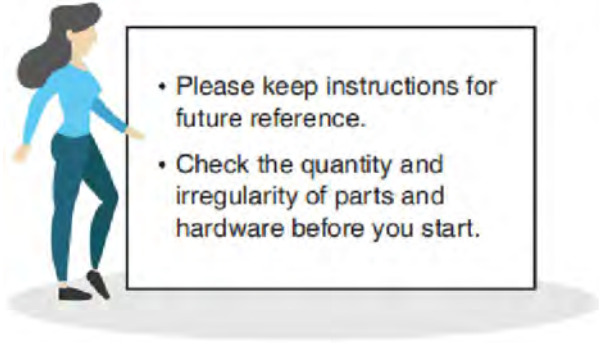 • Please keep instructions for
future reference.
• Check the quantity and
irregularity of parts and
hardware before you start.